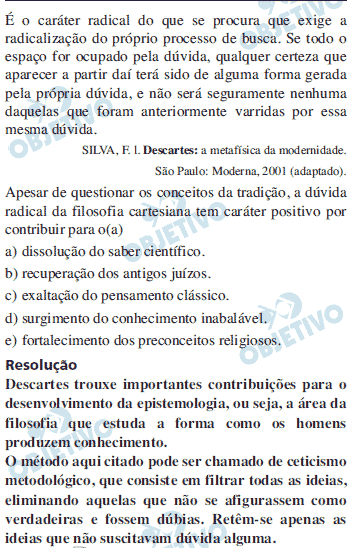 É o caráter radical do que se procura que exige a
radicalização do próprio processo de busca. Se todo o
espaço for ocupado pela dúvida, qualquer certeza que
aparecer a partir daí terá sido de alguma forma gerada
pela própria dúvida, e não será seguramente nenhuma
daquelas que foram anteriormente varridas por essa
mesma dúvida.
SILVA, F. l. Descartes: a metafísica da modernidade.
São Paulo: Moderna, 2001 (adaptado).
Apesar de questionar os conceitos da tradição, a dúvida
radical da filosofia cartesiana tem caráter positivo por
contribuir para o(a)
a) dissolução do saber científico.
b) recuperação dos antigos juízos.
c) exaltação do pensamento clássico.
d) surgimento do conhecimento inabalável.
e) fortalecimento dos preconceitos religiosos.
Resolução
Descartes trouxe importantes contribuições para o
desenvolvimento da epistemologia, ou seja, a área da
filosofia que estuda a forma como os homens
produzem conhecimento.
O método aqui citado pode ser chamado de ceticismo
metodológico, que consiste em filtrar todas as ideias,
eliminando aquelas que não se afigurassem como
verdadeiras e fossem dúbias. Retêm-se apenas as
ideias que não suscitavam dúvida alguma.
OBJETIVO
OBJETIVO
OBJETIVO
OBJETIVO
OBJETIVO